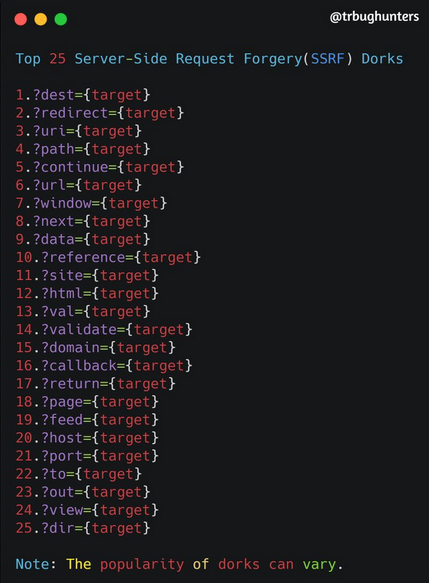 @trbughunters
Top 25 Server-Side Request Forgery(SSRF) Dorks
1.?dest={target}
2.?redirect={target}
3.?uri={target}
4.?path={target}
5.?continue={target}
6.?url={target}
7.?window={target}
8.?next={target}
9.?data={target}
10.?reference={target}
11.?site={target}
12.?html={target}
13.?val={target}
14.?validate={target}
15.?domain={target}
16.?callback={target}
17.?return={target}
18.?page={target}
19.?feed={target}
20.?host={target}
21.?port={target}
22.?to={target}
23.?out={target}
24.?view={target}
25.?dir={target}
Note: The popularity of dorks can vary.